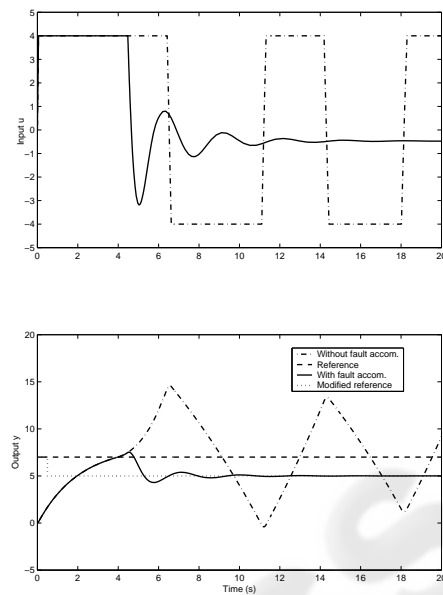 5
4
3
2
1
0
−1
−2
−3
−4
−5
Input u
0 2 4 6 8 10 12 14 16 18 20
20
15
10
5
0
−5
Output y
Without fault accom.
Reference
With fault accom.
Modified reference
0 2 4 6 8 10 12 14 16 18 20
Time (s)